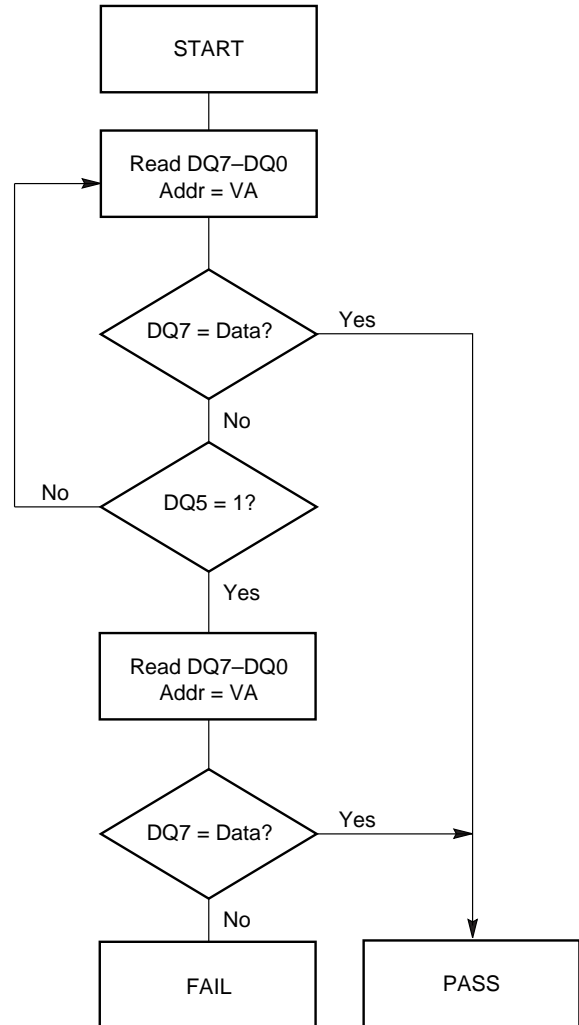 START
Read DQ7–DQ0
Addr = VA
DQ7 = Data?
Yes
No
DQ5 = 1?
No
Yes
Read DQ7–DQ0
Addr = VA
DQ7 = Data?
Yes
No
FAIL
PASS